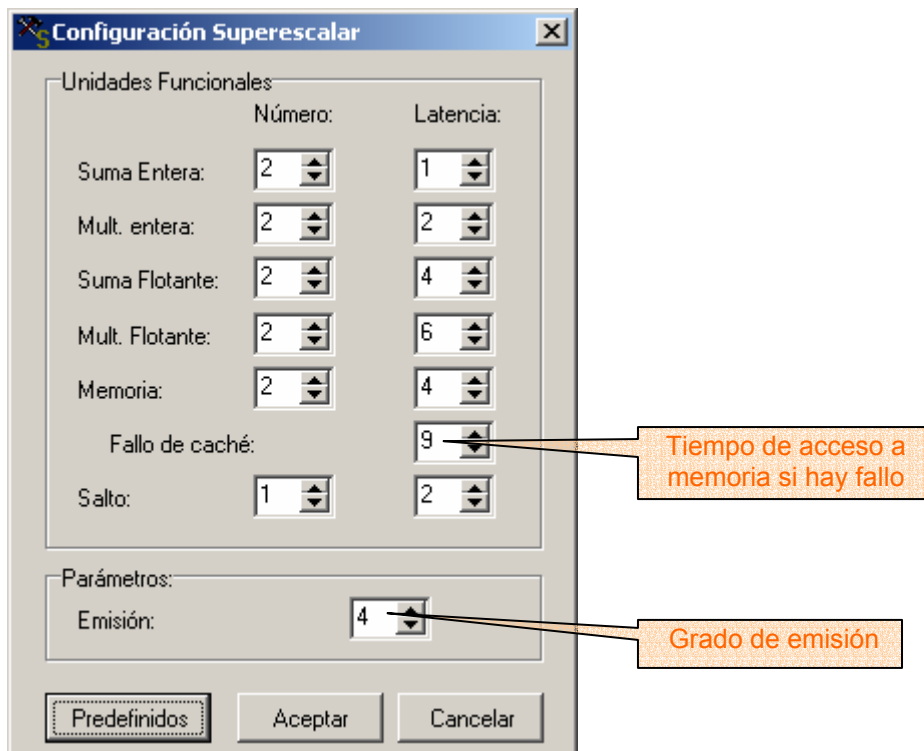 Configuración Superescalar
Unidades Funcionales
Número: Latencia:
Suma Entera: 2 1
Mult. entera: 2 2
Suma Flotante: 2 4
Mult. Flotante: 2 6
Memoria: 2 4
Fallo de caché: 9
Tiempo de acceso a
memoria si hay fallo
Salto: 1 2
Parámetros:
Emisión: 4
Grado de emisión
Predefinidos Aceptar Cancelar